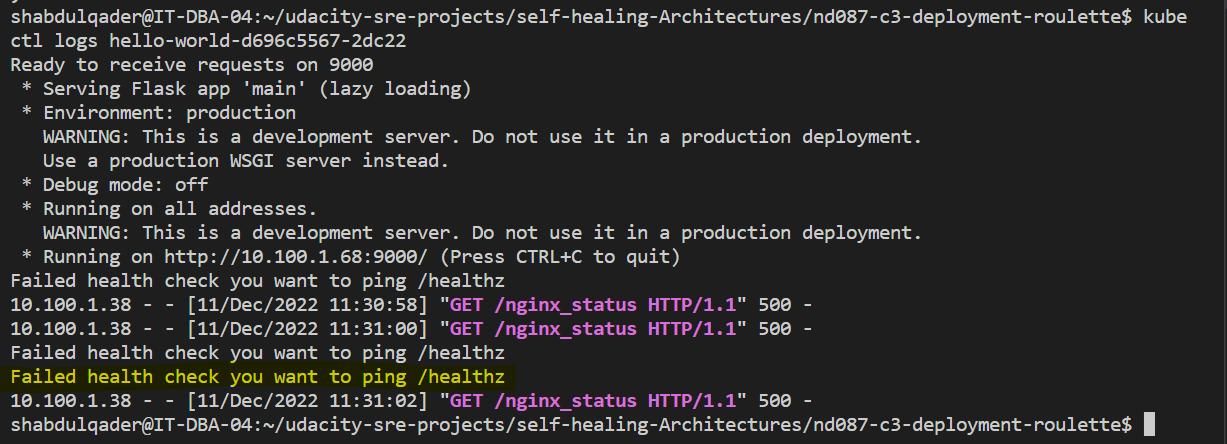 shabdulqader@IT-DBA-04:~/udacity-sre-projects/self-healing-Architectures/nd087-c3-deployment-roulette$ kube
ctl logs hello-world-d696c5567-2dc22
Ready to receive requests on 9000
 * Serving Flask app 'main' (lazy loading)
 * Environment: production
   WARNING: This is a development server. Do not use it in a production deployment.
   Use a production WSGI server instead.
 * Debug mode: off
 * Running on all addresses.
   WARNING: This is a development server. Do not use it in a production deployment.
 * Running on http://10.100.1.68:9000/ (Press CTRL+C to quit)
Failed health check you want to ping /healthz
10.100.1.38 - - [11/Dec/2022 11:30:58] "GET /nginx_status HTTP/1.1" 500 -
10.100.1.38 - - [11/Dec/2022 11:31:00] "GET /nginx_status HTTP/1.1" 500 -
Failed health check you want to ping /healthz
Failed health check you want to ping /healthz
10.100.1.38 - - [11/Dec/2022 11:31:02] "GET /nginx_status HTTP/1.1" 500 -
shabdulqader@IT-DBA-04:~/udacity-sre-projects/self-healing-Architectures/nd087-c3-deployment-roulette$